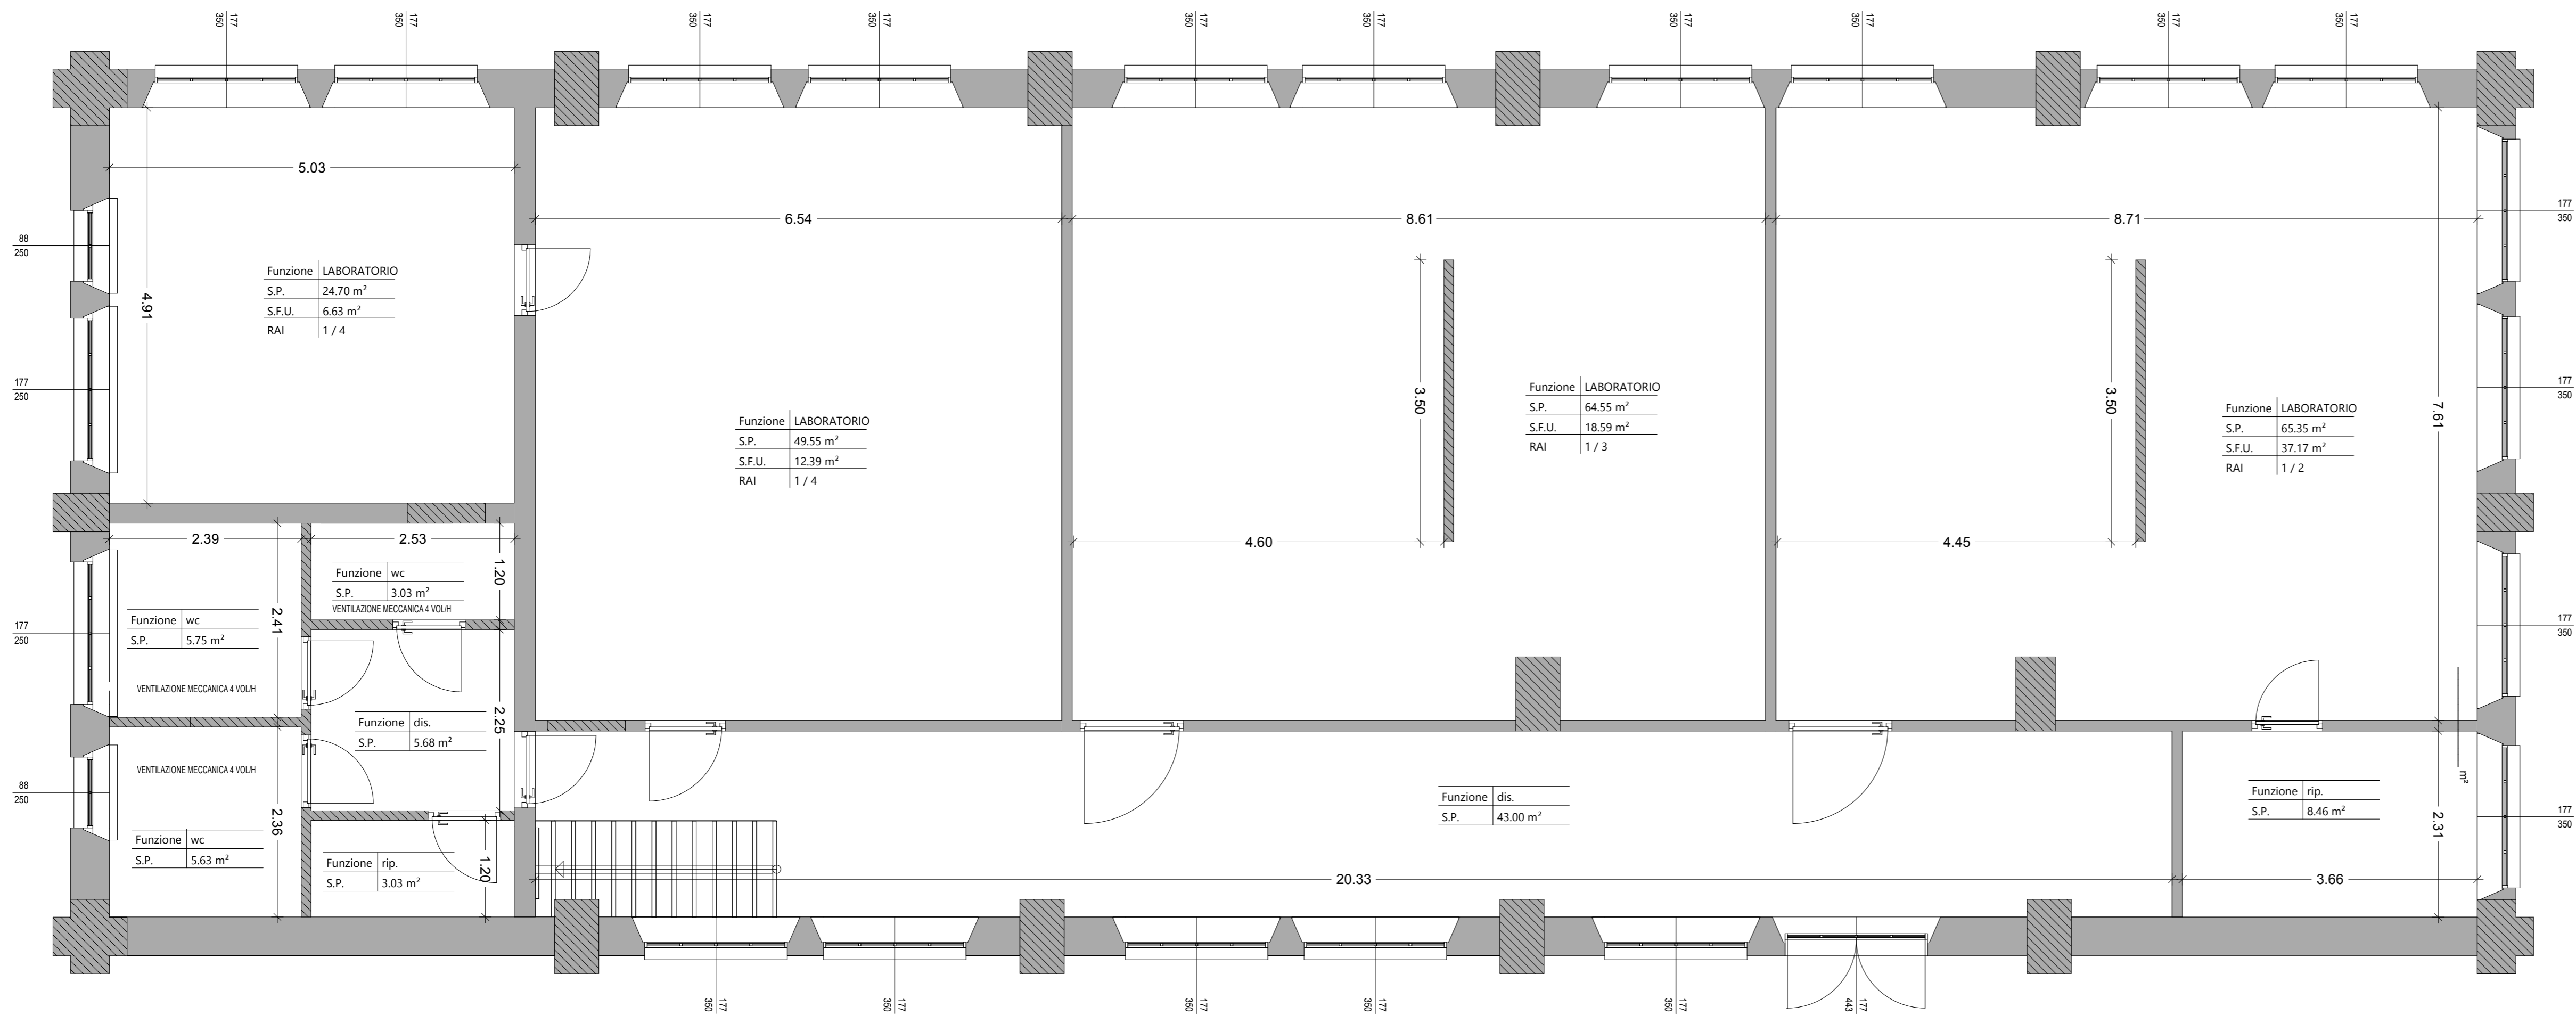 350 177
350 177
350 177
350 177
350 177
350 177
350 177
350 177
350 177
350 177
5.03
6.54
8.61
8.71
88
250
177
250
177
250
88
250
177
350
177
350
177
350
177
350
4.91
Funzione LABORATORIO
S.P. 24.70 m²
S.F.U. 6.63 m²
RAI 1 / 4
Funzione LABORATORIO
S.P. 49.55 m²
S.F.U. 12.39 m²
RAI 1 / 4
3.50
4.60
Funzione LABORATORIO
S.P. 64.55 m²
S.F.U. 18.59 m²
RAI 1 / 3
3.50
4.45
Funzione LABORATORIO
S.P. 65.35 m²
S.F.U. 37.17 m²
RAI 1 / 2
7.61
2.39
2.53
1.20
Funzione wc
S.P. 3.03 m²
VENTILAZIONE MECCANICA 4 VOL/H
2.41
Funzione wc
S.P. 5.75 m²
VENTILAZIONE MECCANICA 4 VOL/H
Funzione dis.
S.P. 5.68 m²
2.25
VENTILAZIONE MECCANICA 4 VOL/H
2.36
Funzione wc
S.P. 5.63 m²
Funzione rip.
S.P. 3.03 m²
1.20
Funzione dis.
S.P. 43.00 m²
20.33
m²
Funzione rip.
S.P. 8.46 m²
2.31
3.66
350 177
350 177
350 177
350 177
350 177
443 177